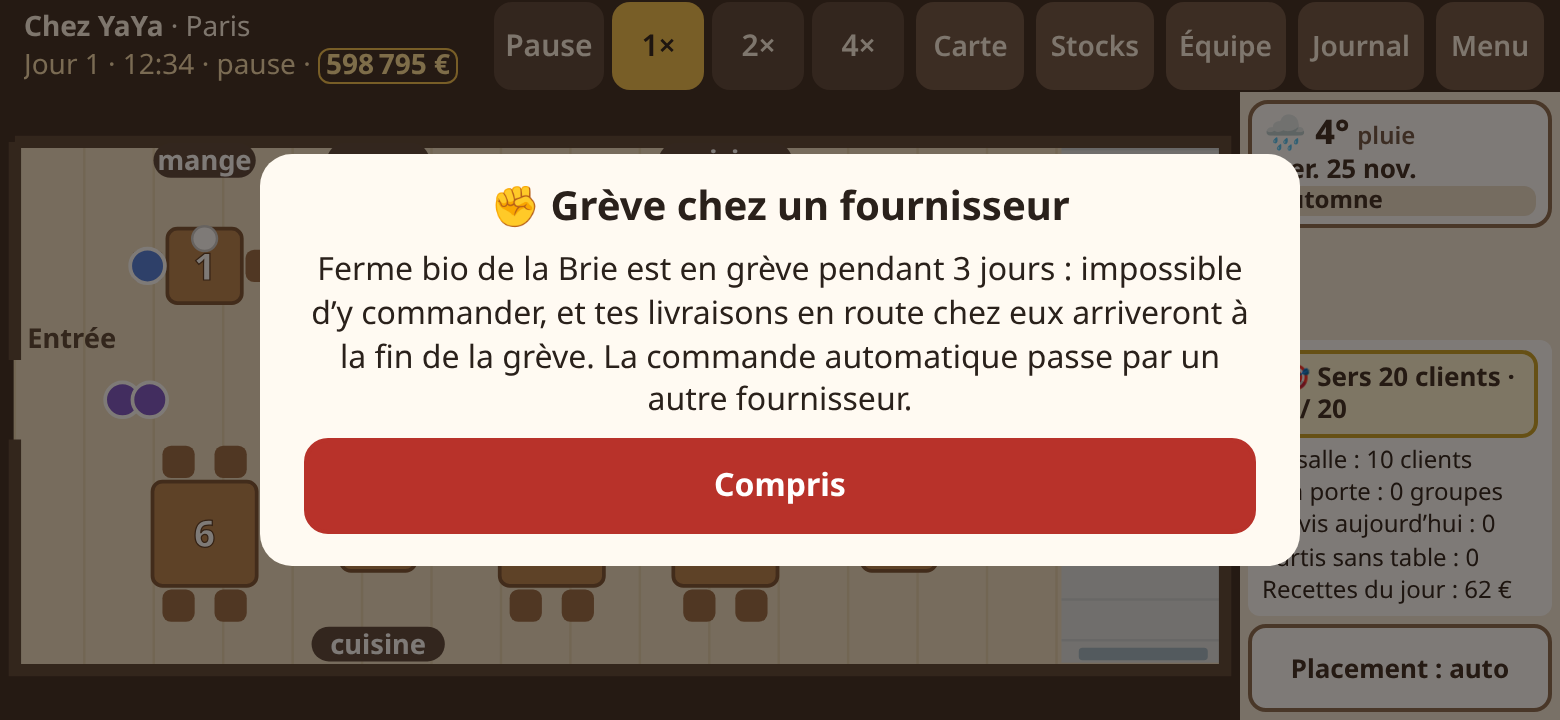 Chez YaYa · Paris
Jour 1 · 12:34 · pause · 598 795 €
Pause
1×
2×
4×
Carte
Stocks
Équipe
Journal
Menu
4° pluie
25 nov.
mange
1
Entrée
6
cuisine
✊ Grève chez un fournisseur
Ferme bio de la Brie est en grève pendant 3 jours : impossible
d’y commander, et tes livraisons en route chez eux arriveront à
la fin de la grève. La commande automatique passe par un
autre fournisseur.
Compris
Sers 20 clients ·
/ 20
salle : 10 clients
porte : 0 groupes
aujourd’hui : 0
sans table : 0
Recettes du jour : 62 €
Placement : auto